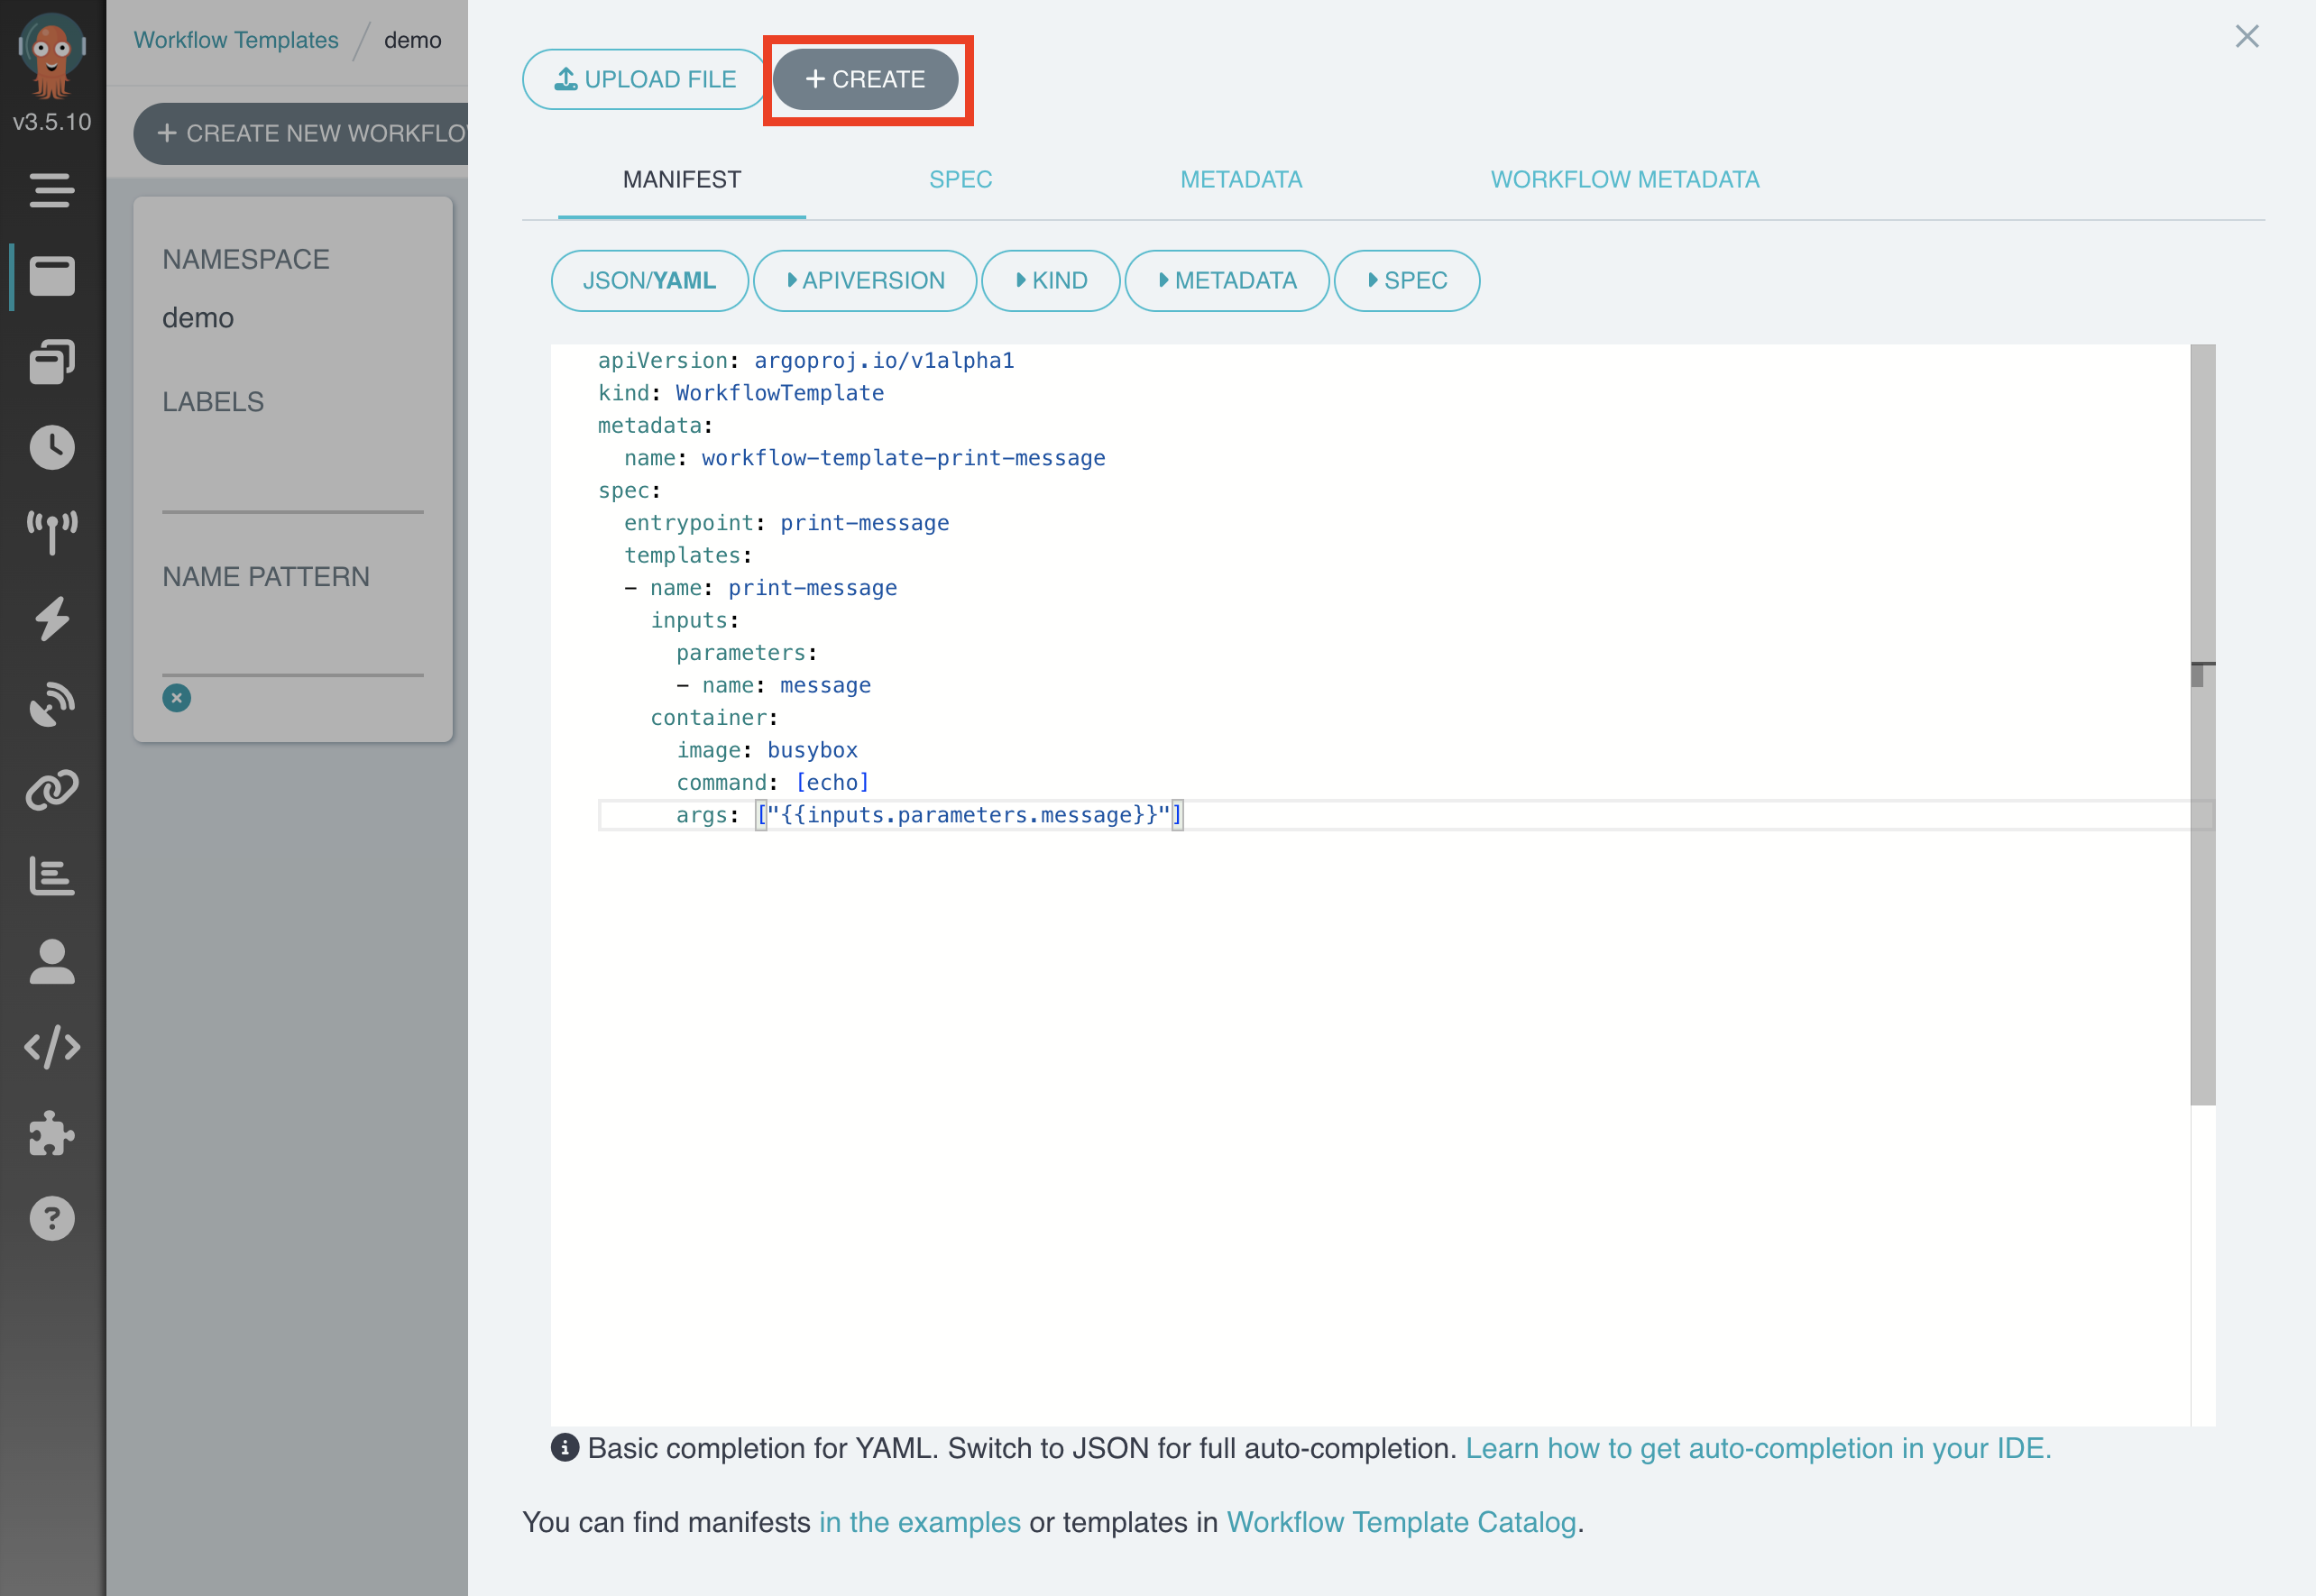 v3.5.10
Workflow Templates / demo
+ CREATE NEW WORKFLO
NAMESPACE
demo
LABELS
NAME PATTERN
UPLOAD FILE
+ CREATE
MANIFEST
SPEC
METADATA
WORKFLOW METADATA
JSON/YAML
APIVERSION
KIND
METADATA
SPEC
apiVersion: argoproj.io/v1alpha1
kind: WorkflowTemplate
metadata:
  name: workflow-template-print-message
spec:
  entrypoint: print-message
  templates:
  - name: print-message
    inputs:
      parameters:
      - name: message
    container:
      image: busybox
      command: [echo]
      args: ["{{inputs.parameters.message}}"]
Basic completion for YAML. Switch to JSON for full auto-completion. Learn how to get auto-completion in your IDE.
You can find manifests in the examples or templates in Workflow Template Catalog.